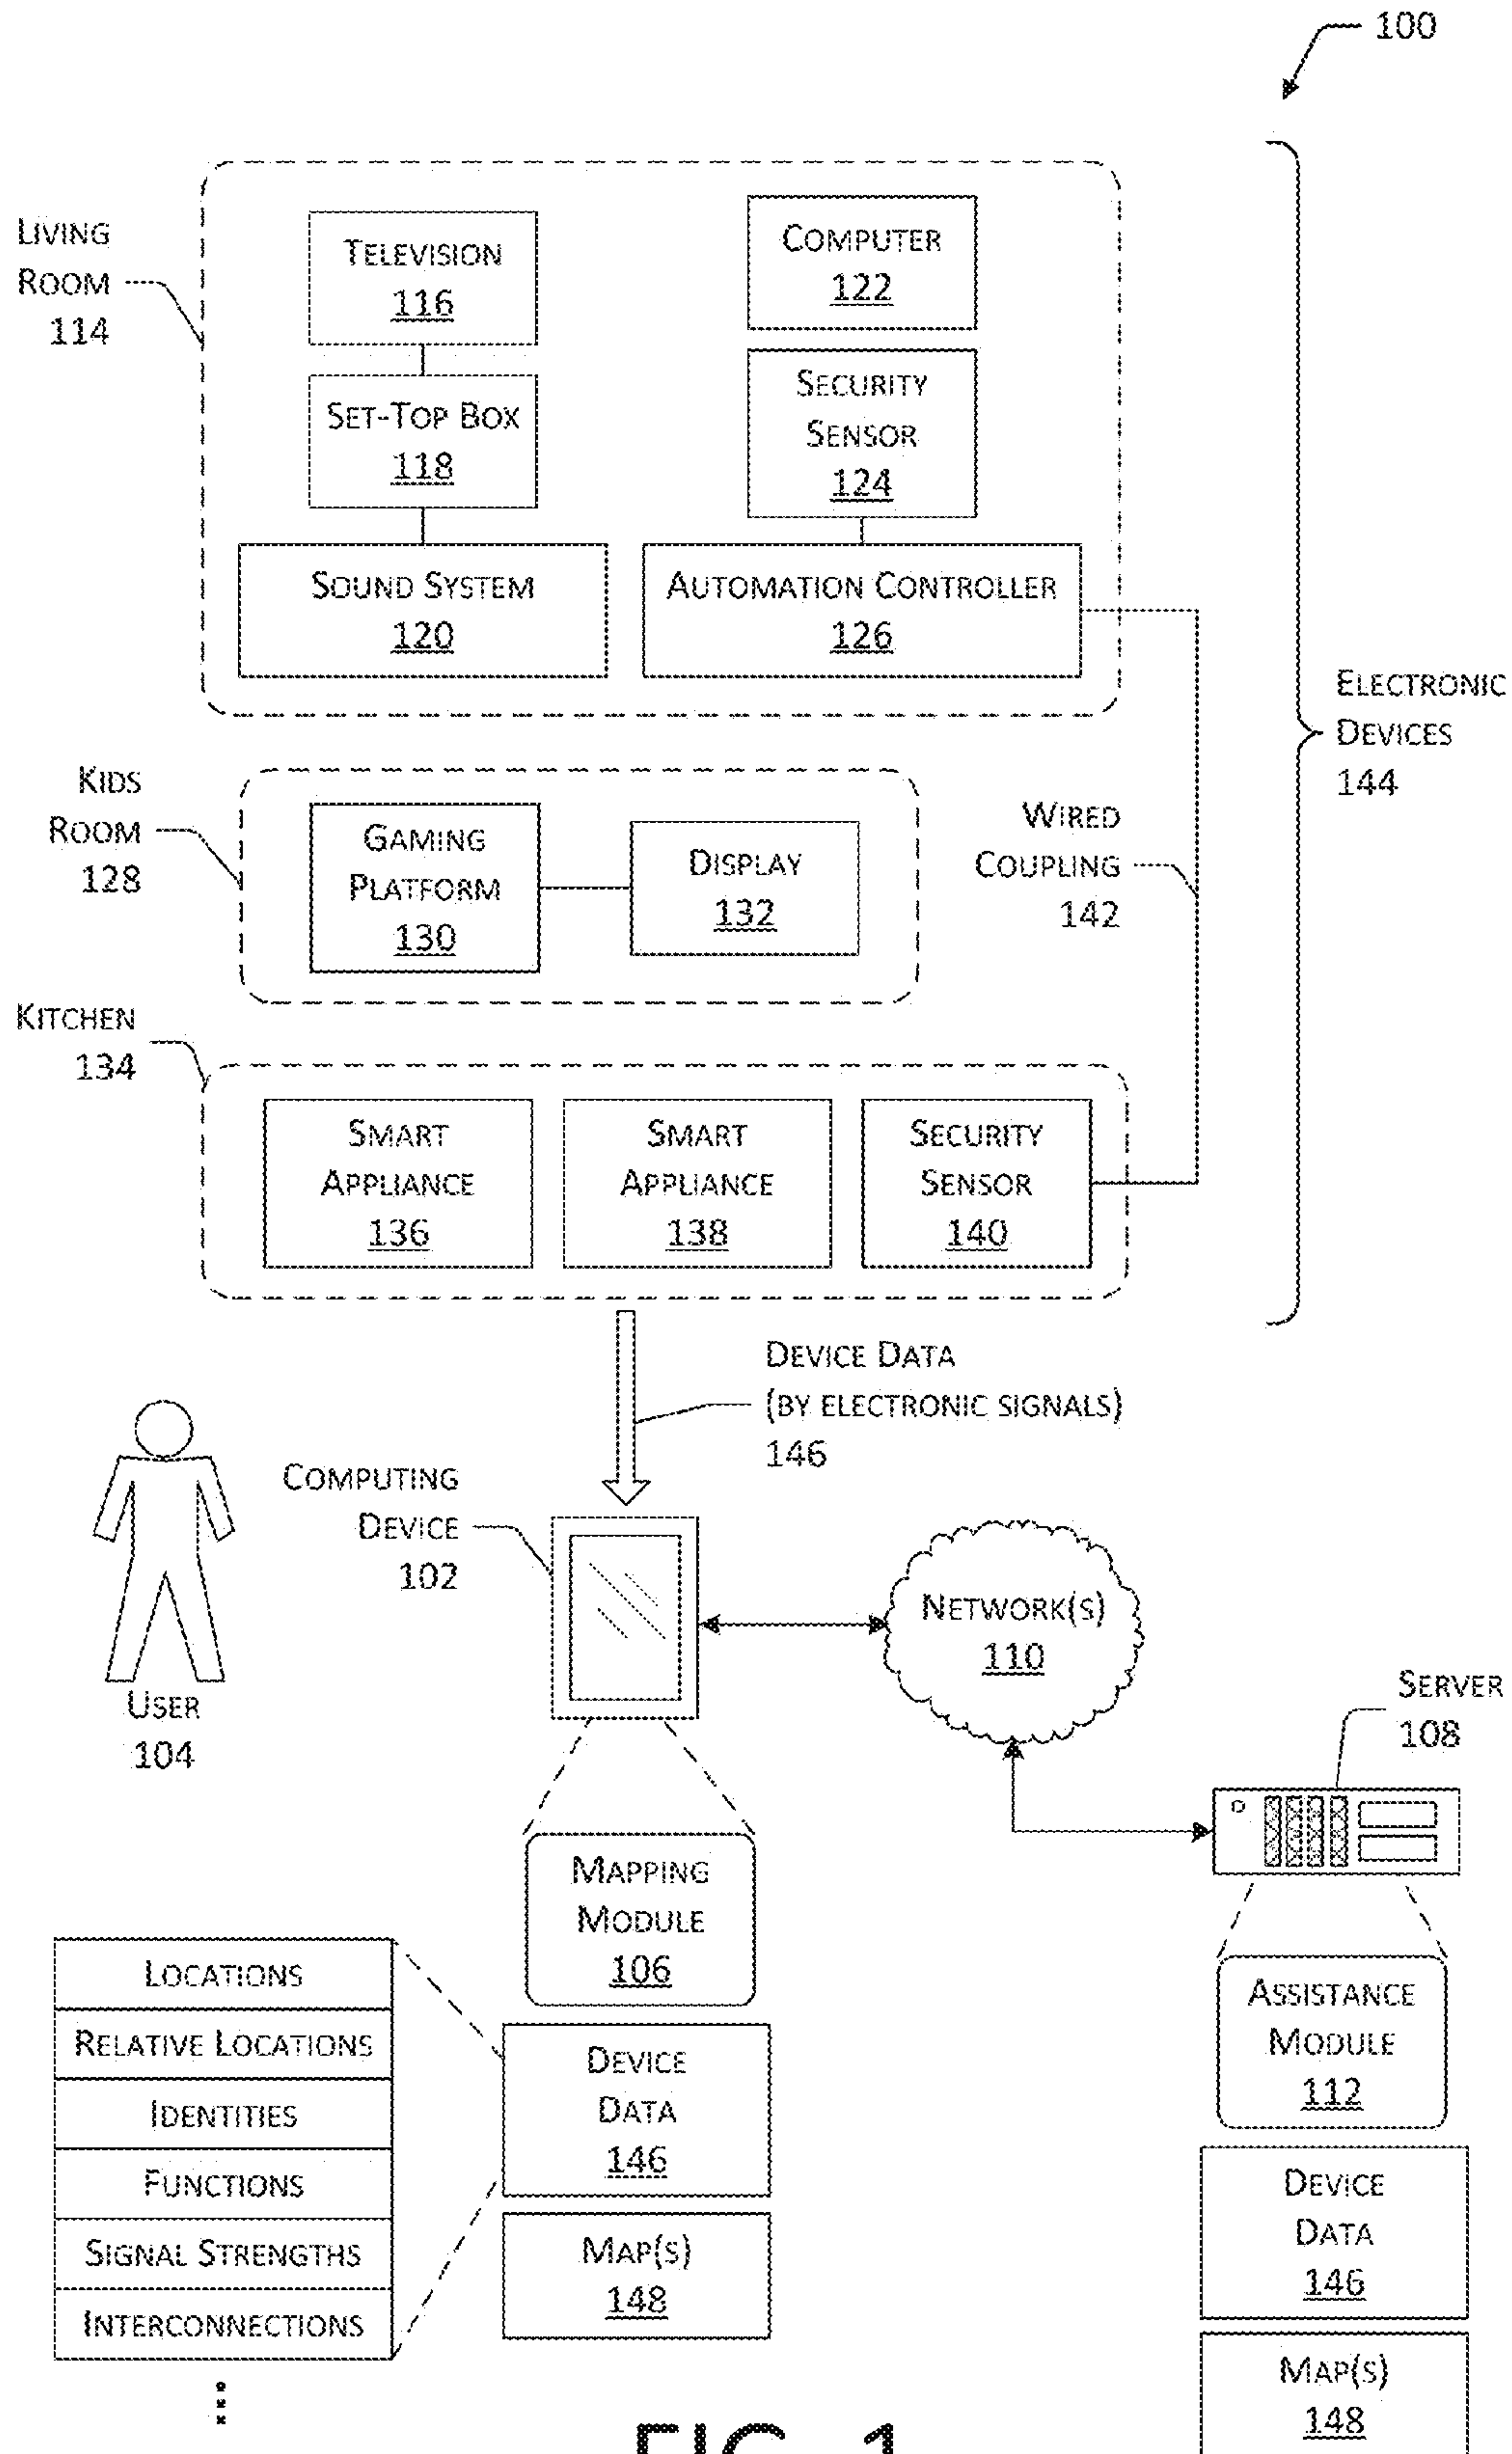 100
LIVING
ROOM
114
TELEVISION
116
COMPUTER
122
SET-TOP BOX
118
SECURITY
SENSOR
124
SOUND SYSTEM
120
AUTOMATION CONTROLLER
126
ELECTRONIC
DEVICES
144
KIDS
ROOM
128
GAMING
PLATFORM
130
DISPLAY
132
WIRED
COUPLING
142
KITCHEN
134
SMART
APPLIANCE
136
SMART
APPLIANCE
138
SECURITY
SENSOR
140
DEVICE DATA
(BY ELECTRONIC SIGNALS)
146
USER
104
COMPUTING
DEVICE
102
NETWORK(S)
110
SERVER
108
MAPPING
MODULE
106
LOCATIONS
RELATIVE LOCATIONS
IDENTITIES
FUNCTIONS
SIGNAL STRENGTHS
INTERCONNECTIONS
DEVICE
DATA
146
MAP(S)
148
ASSISTANCE
MODULE
112
DEVICE
DATA
146
MAP(S)
148
FIG. 1